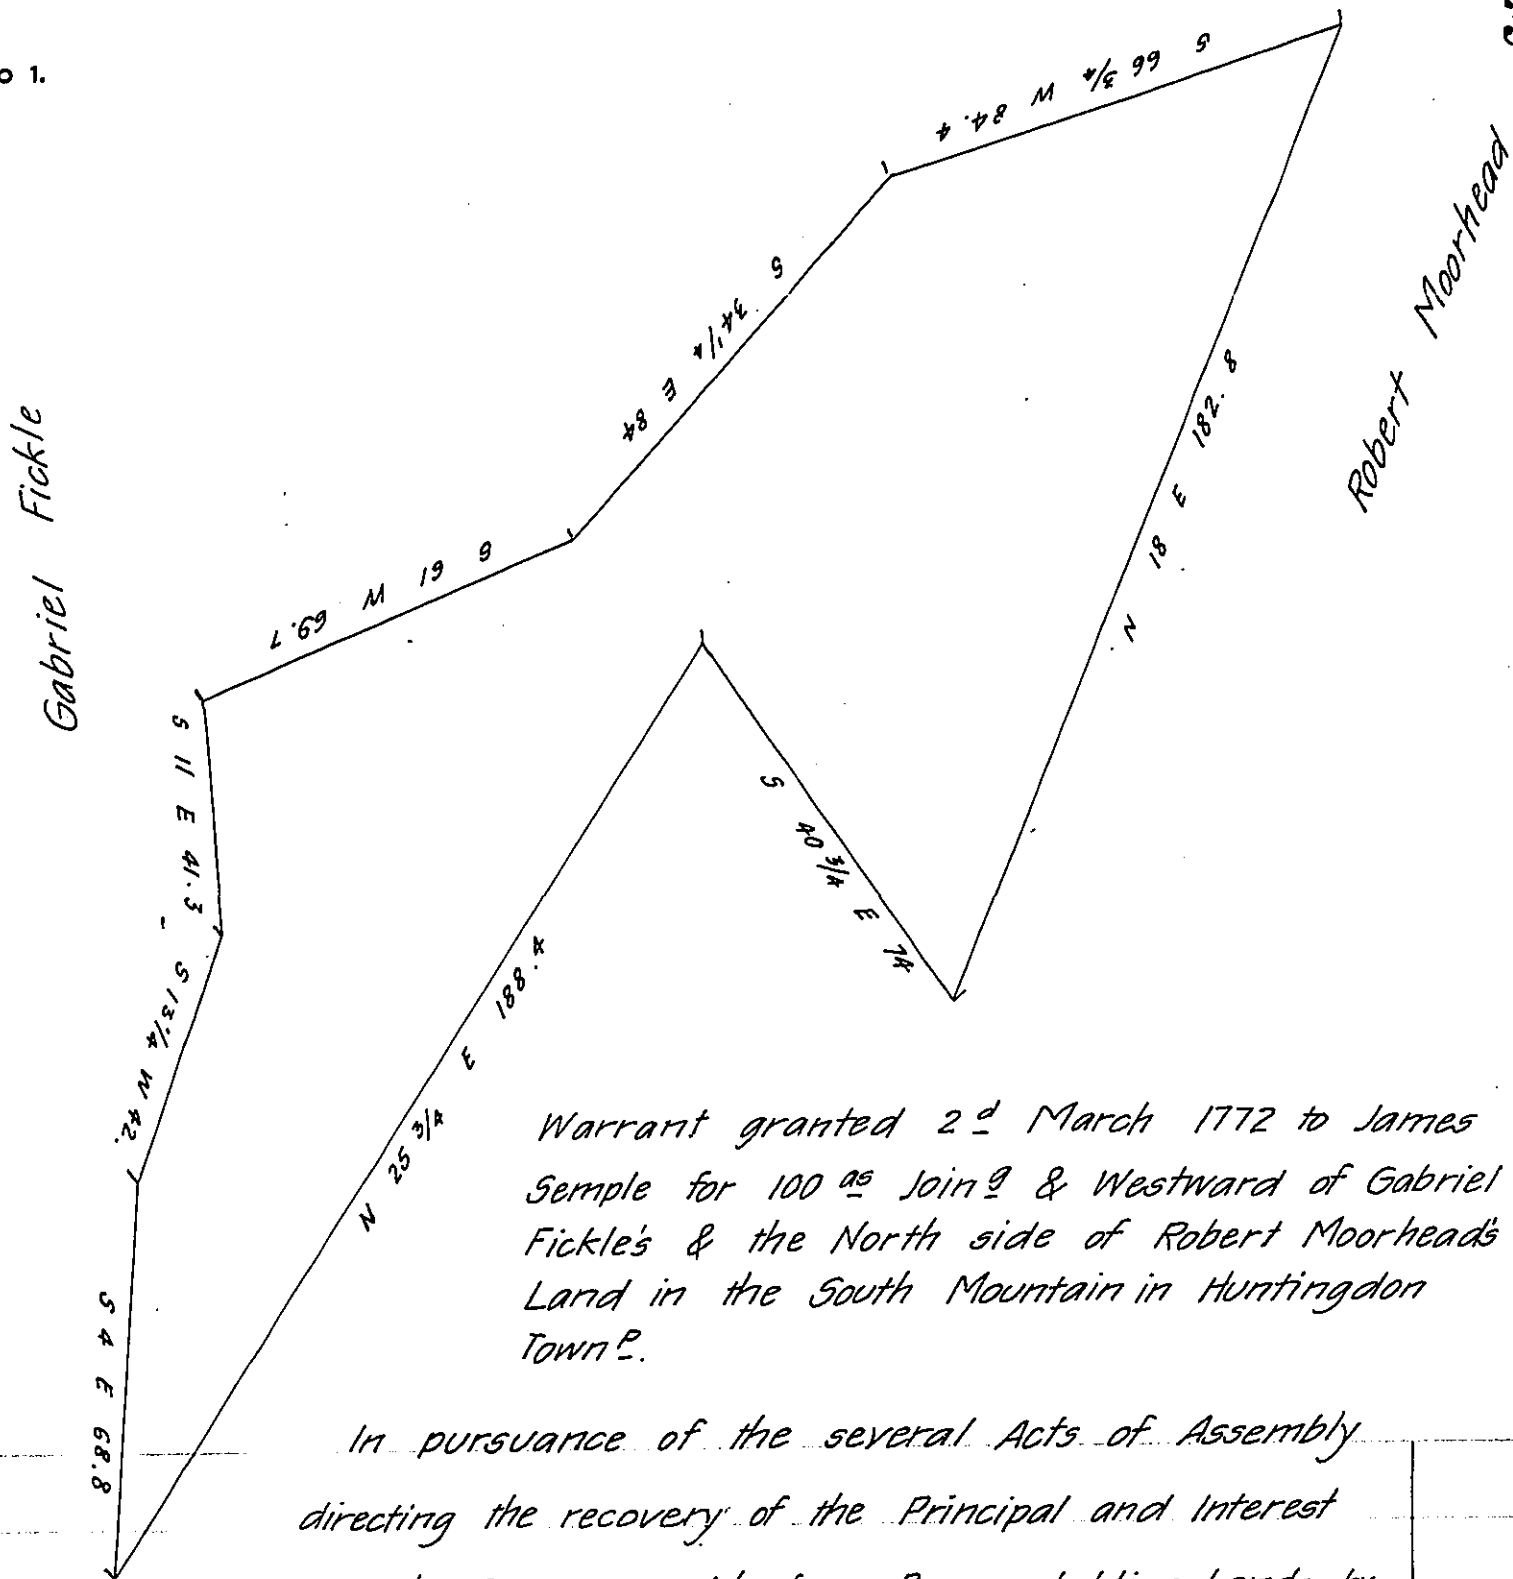 o 1.
S 66 3/4 W 84.4
S 34 1/4 E 84
S 61 W 69.7
S 11 E 41.3
S 13 1/4 W 42.
S 4 E 68.8
N 25 3/4 E 188.4
S 40 3/4 E 74
N 18 E 182.8
Gabriel Fickle
Robert Moorhead
Warrant granted 2d March 1772 to James
Semple for 100 as Joing & Westward of Gabriel
Fickle's & the North side of Robert Moorhead's
Land in the South Mountain in Huntingdon
Townp.
In pursuance of the several Acts of Assembly
directing the recovery of the Principal and Interest